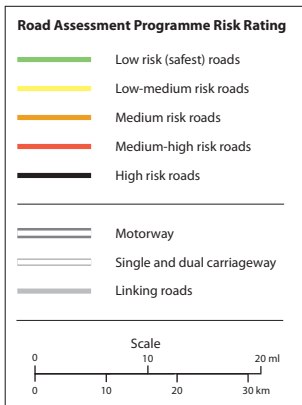 Road Assessment Programme Risk Rating
Low risk (safest) roads
Low-medium risk roads
Medium risk roads
Medium-high risk roads
High risk roads
Motorway
Single and dual carriageway
Linking roads
Scale
0 10 20 ml
0 10 20 30 km